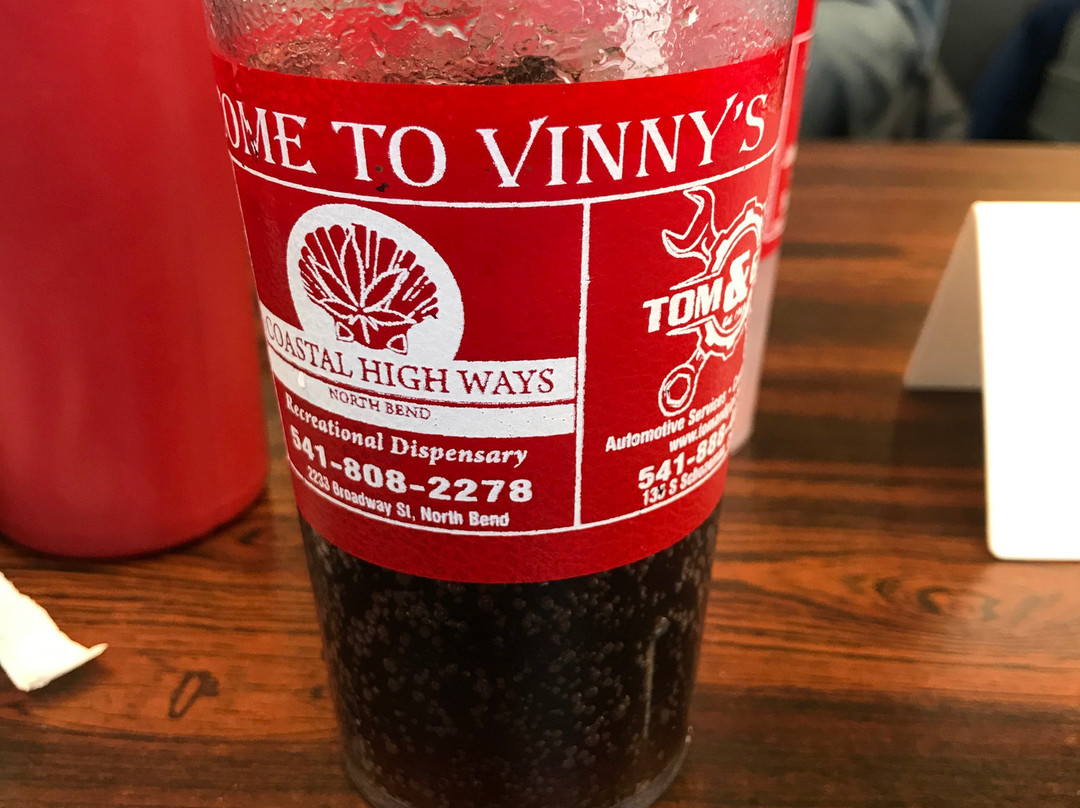 OME TO VINNY'S
COASTAL HIGH WAYS
NORTH BEND
Recreational Dispensary
541-808-2278
2233 Broadway St, North Bend
TOM &
Automotive Services
541-888